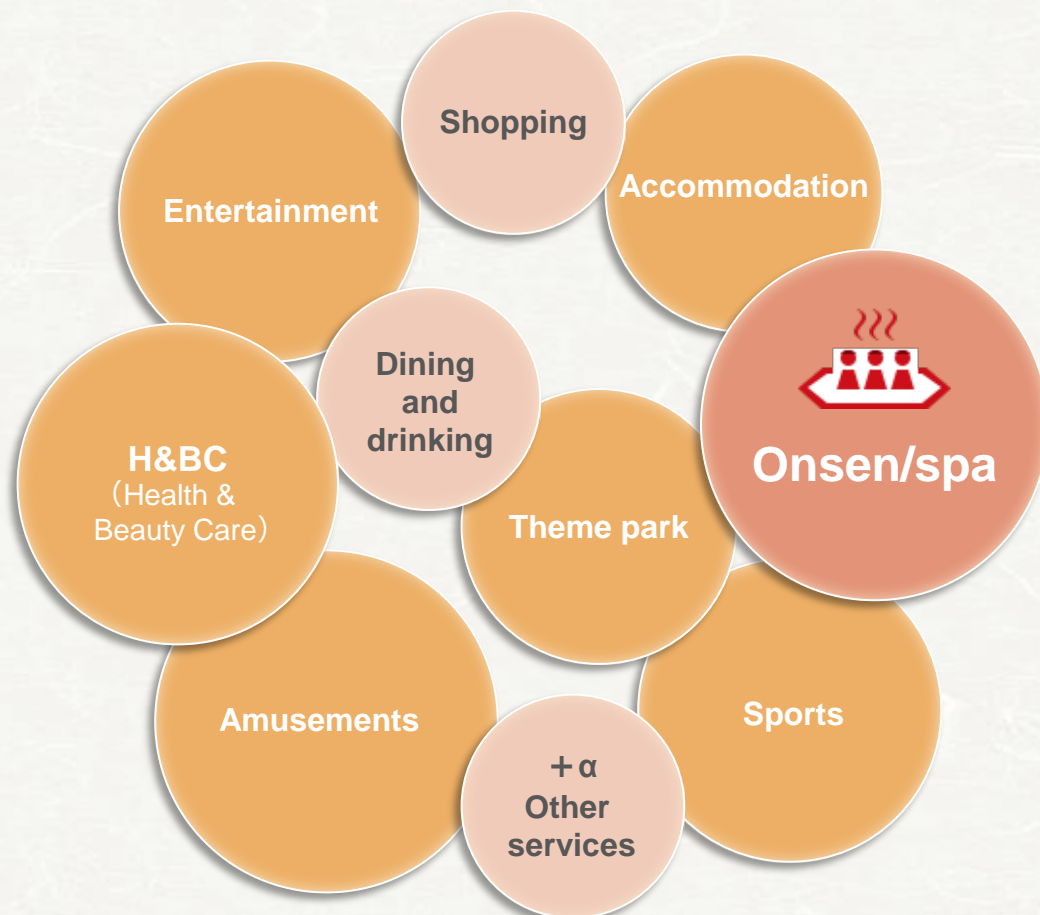 Shopping
Accommodation
Entertainment
Dining
and
drinking
Onsen/spa
H&BC
（Health &
Beauty Care）
Theme park
Amusements
Sports
＋α
Other
services